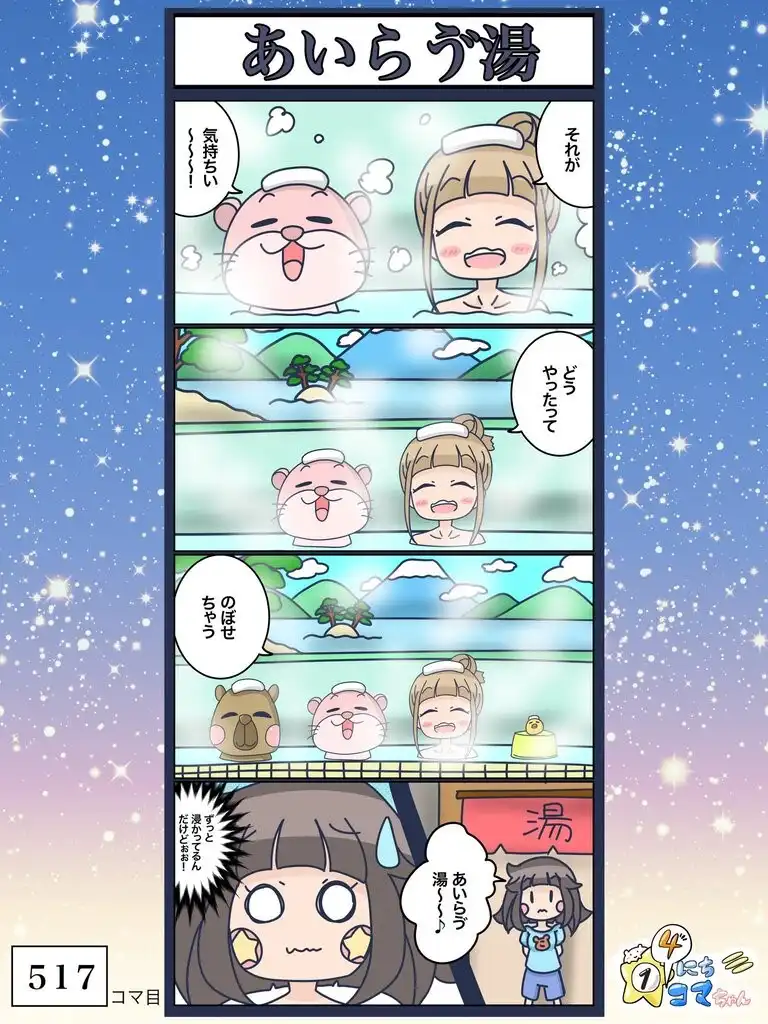 あいらゔ湯
それが
気持ちい
〜〜〜!
どう
やったって
のぼせ
ちゃう
湯
あいらゔ
湯〜〜♪
ずっと
浸かってるん
だけどぉぉ!
517
コマ目
1
4
にち
コマ
ちゃん